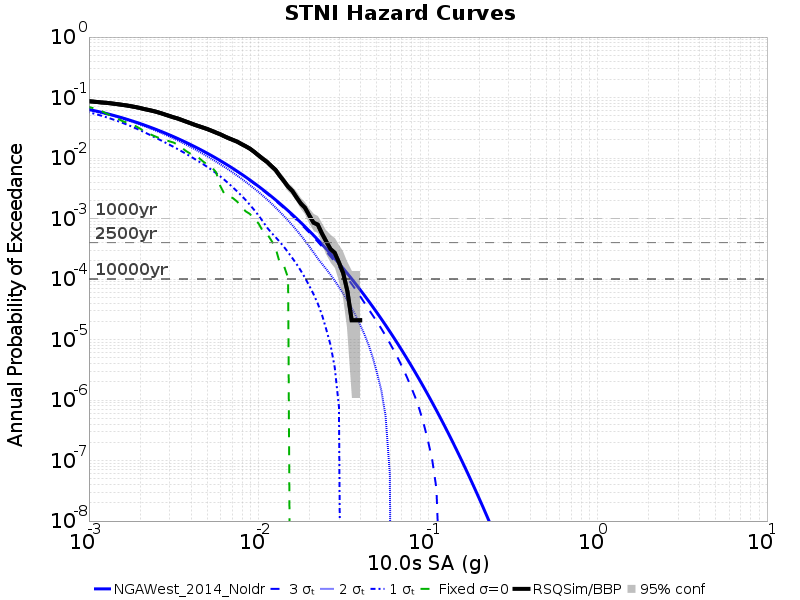 STNI Hazard Curves
Annual Probability of Exceedance
10^0
10^-1
10^-2
10^-3
10^-4
10^-5
10^-6
10^-7
10^-8
1000yr
2500yr
10000yr
10^-3 10^-2 10^-1 10^0 10^1
10.0s SA (g)
NGAWest_2014_NoIdr 3 σₜ 2 σₜ 1 σₜ Fixed σ=0 RSQSim/BBP 95% conf